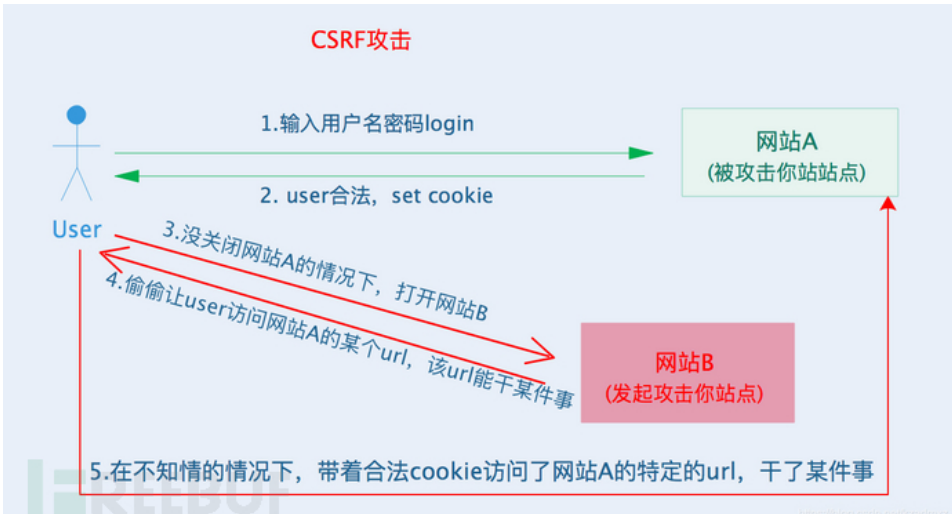 CSRF攻击
1.输入用户名密码login
网站A
(被攻击你站站点)
2. user合法，set cookie
User
3.没关闭网站A的情况下，打开网站B
4.偷偷让user访问网站A的某个url，该url能干某件事
网站B
(发起攻击你站点)
5.在不知情的情况下，带着合法cookie访问了网站A的特定的url，干了某件事
FREEBUF